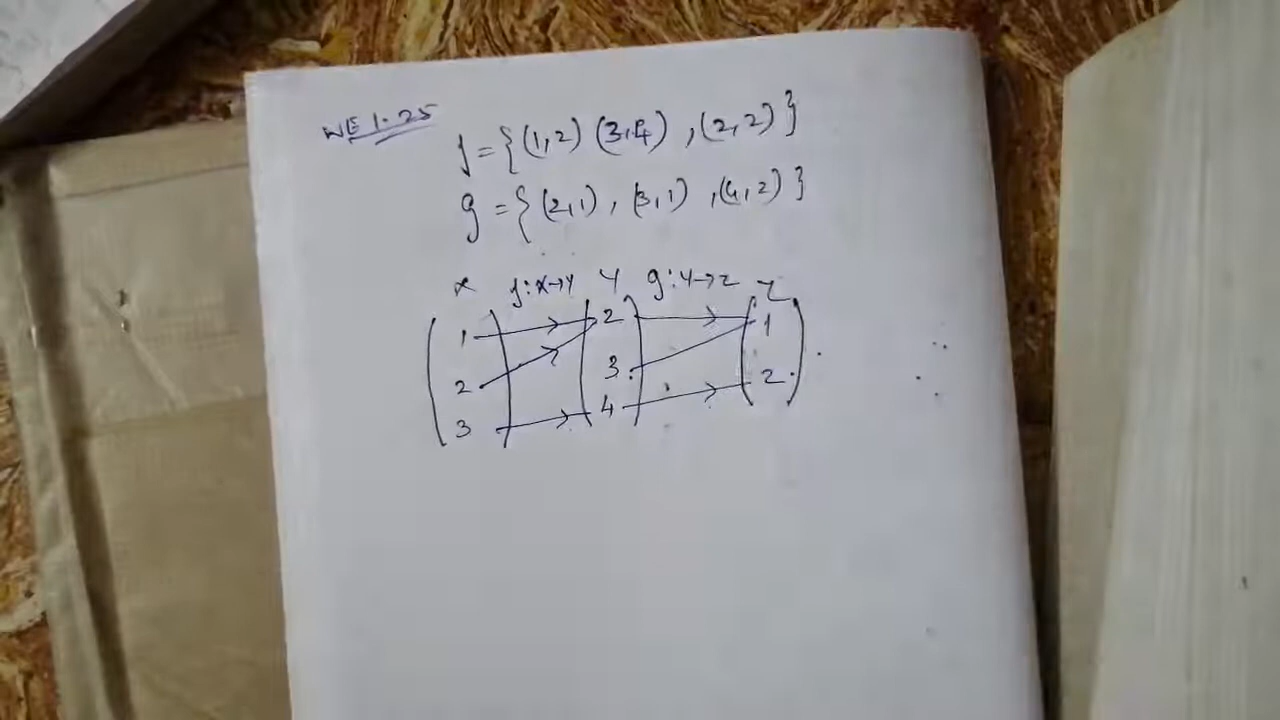 WE 1.25
f = {(1,2) (3,4) , (2,2) }
g = { (2,1) , (3,1) , (4,2) }
x f:x→y y g:y→z z
1 2 1
2 3 2
3 4